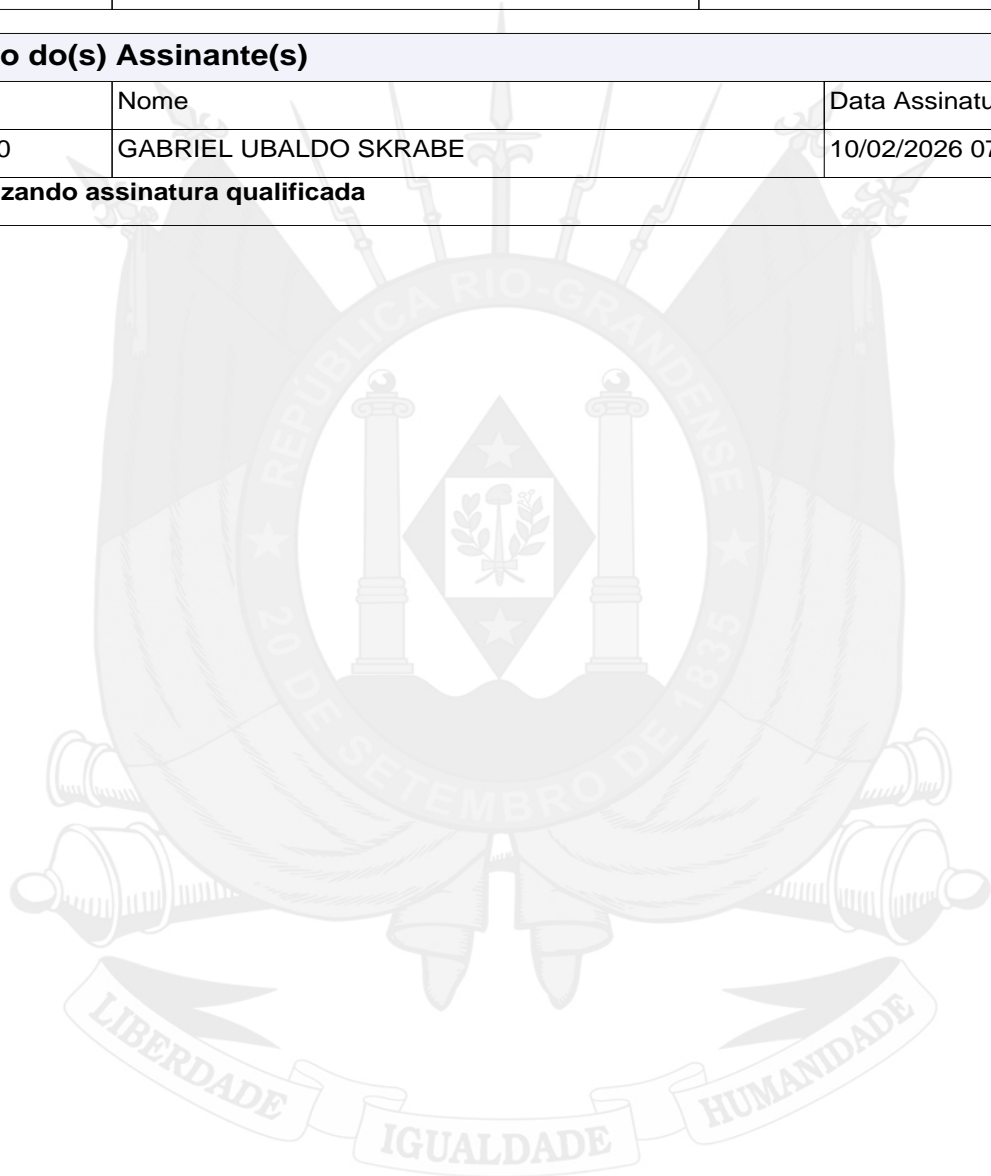 o do(s) Assinante(s)
Nome Data Assinatu
0 GABRIEL UBALDO SKRABE 10/02/2026 07
zando assinatura qualificada
REPÚBLICA RIO-GRANDENSE
20 DE SETEMBRO DE 1835
LIBERDADE IGUALDADE HUMANIDADE